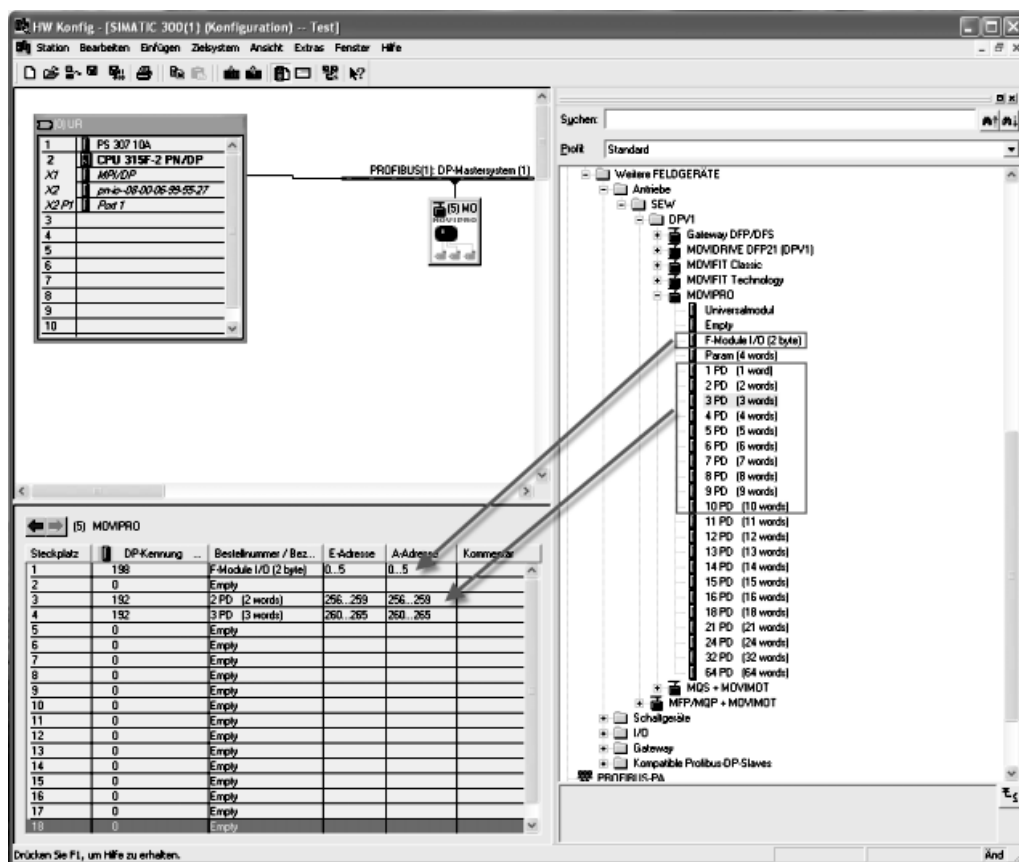 HW Konfig - [SIMATIC 300(1) (Konfiguration) -- Test]
Station Bearbeiten Einfügen Zielsystem Ansicht Extras Fenster Hilfe
(0) UR
1 PS 307 10A
2 CPU 315F-2 PN/DP
X1 MPI/DP
X2 pn-io-08-00-06-99-55-27
X2 P1 Port 1
3
4
5
6
7
8
9
10
PROFIBUS(1): DP-Mastersystem (1)
(5) MO
MOVIPRO
Suchen:
Profil: Standard
Weitere FELDGERÄTE
Antriebe
SEW
DPV1
Gateway DFP/DFS
MOVIDRIVE DFP21 (DPV1)
MOVIFIT Classic
MOVIFIT Technology
MOVIPRO
Universalmodul
Empty
F-Module I/O (2 byte)
Param (4 words)
1 PD (1 word)
2 PD (2 words)
3 PD (3 words)
4 PD (4 words)
5 PD (5 words)
6 PD (6 words)
7 PD (7 words)
8 PD (8 words)
9 PD (9 words)
10 PD (10 words)
11 PD (11 words)
12 PD (12 words)
13 PD (13 words)
14 PD (14 words)
15 PD (15 words)
16 PD (16 words)
18 PD (18 words)
21 PD (21 words)
24 PD (24 words)
32 PD (32 words)
64 PD (64 words)
MQS + MOVIMOT
MFP/MQP + MOVIMOT
Schaltgeräte
I/O
Gateway
Kompatible Profibus-DP-Slaves
PROFIBUS-PA
(5) MOVIPRO
Steckplatz DP-Kennung ... Bestellnummer / Bez... E-Adresse A-Adresse Kommentar
1 198 F-Module I/O (2 byte) 0...5 0...5
2 0 Empty
3 192 2 PD (2 words) 256...259 256...259
4 192 3 PD (3 words) 260...265 260...265
5 0 Empty
6 0 Empty
7 0 Empty
8 0 Empty
9 0 Empty
10 0 Empty
11 0 Empty
12 0 Empty
13 0 Empty
14 0 Empty
15 0 Empty
16 0 Empty
17 0 Empty
18 0 Empty
Drücken Sie F1, um Hilfe zu erhalten.
Änd